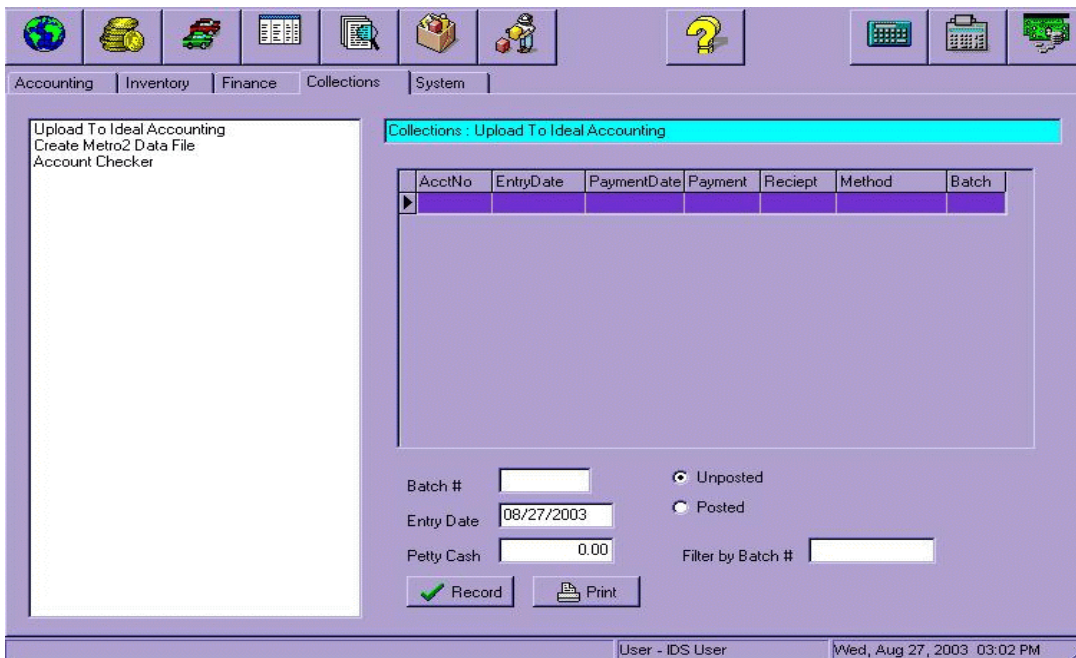 Accounting Inventory Finance Collections System
Upload To Ideal Accounting
Create Metro2 Data File
Account Checker
Collections : Upload To Ideal Accounting
AcctNo EntryDate PaymentDate Payment Reciept Method Batch
Batch #
Unposted
Entry Date 08/27/2003
Posted
Petty Cash 0.00
Filter by Batch #
Record Print
User - IDS User Wed, Aug 27, 2003 03:02 PM